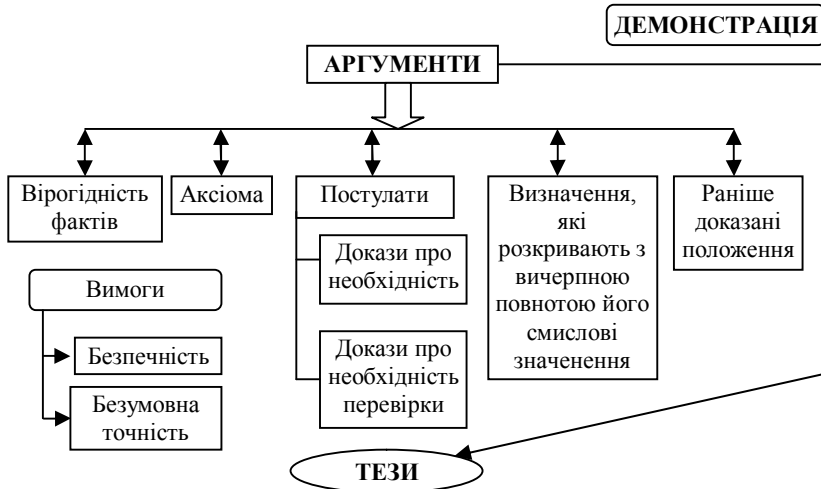 ДЕМОНСТРАЦІЯ
АРГУМЕНТИ
Вірогідність
фактів
Аксіома
Постулати
Визначення,
які
розкривають з
вичерпною
повнотою його
смислові
значенення
Раніше
доказані
положення
Докази про
необхідність
Вимоги
Безпечність
Докази про
необхідність
перевірки
Безумовна
точність
ТЕЗИ